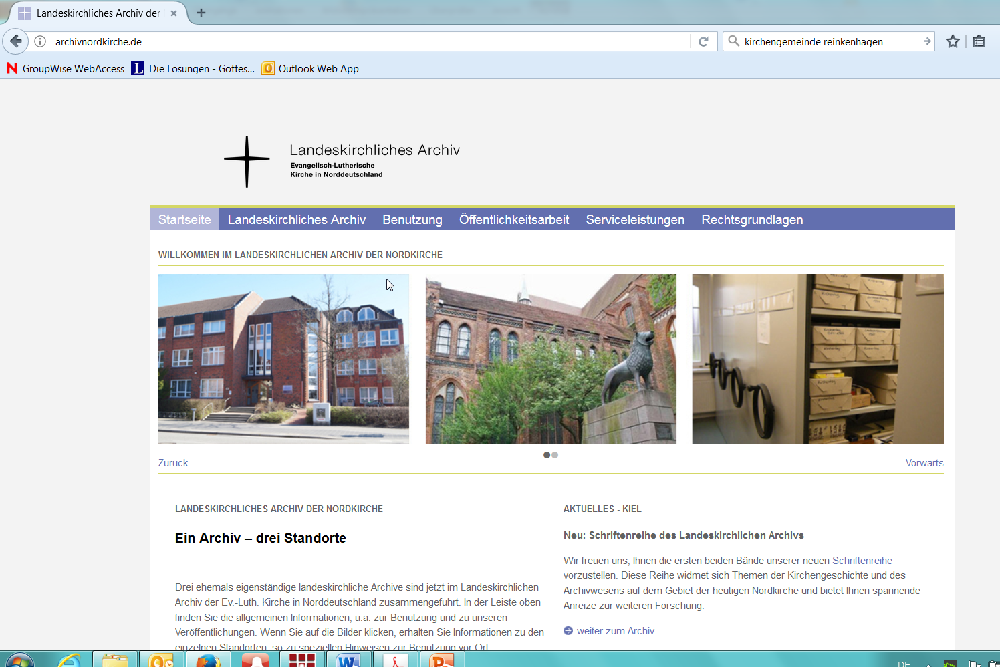 Landeskirchliches Archiv der
archivnordkirche.de
kirchengemeinde reinkenhagen
GroupWise WebAccess
Die Losungen - Gottes...
Outlook Web App
Landeskirchliches Archiv
Evangelisch-Lutherische
Kirche in Norddeutschland
Startseite Landeskirchliches Archiv Benutzung Öffentlichkeitsarbeit Serviceleistungen Rechtsgrundlagen
WILLKOMMEN IM LANDESKIRCHLICHEN ARCHIV DER NORDKIRCHE
Zurück
Vorwärts
LANDESKIRCHLICHES ARCHIV DER NORDKIRCHE
Ein Archiv – drei Standorte
Drei ehemals eigenständige landeskirchliche Archive sind jetzt im Landeskirchlichen
Archiv der Ev.-Luth. Kirche in Norddeutschland zusammengeführt. In der Leiste oben
finden Sie die allgemeinen Informationen, u.a. zur Benutzung und zu unseren
Veröffentlichungen. Wenn Sie auf die Bilder klicken, erhalten Sie Informationen zu den
einzelnen Standorten, so zu speziellen Hinweisen zur Benutzung vor Ort
AKTUELLES - KIEL
Neu: Schriftenreihe des Landeskirchlichen Archivs
Wir freuen uns, Ihnen die ersten beiden Bände unserer neuen Schriftenreihe
vorzustellen. Diese Reihe widmet sich Themen der Kirchengeschichte und des
Archivwesens auf dem Gebiet der heutigen Nordkirche und bietet Ihnen spannende
Anreize zur weiteren Forschung.
weiter zum Archiv
DE